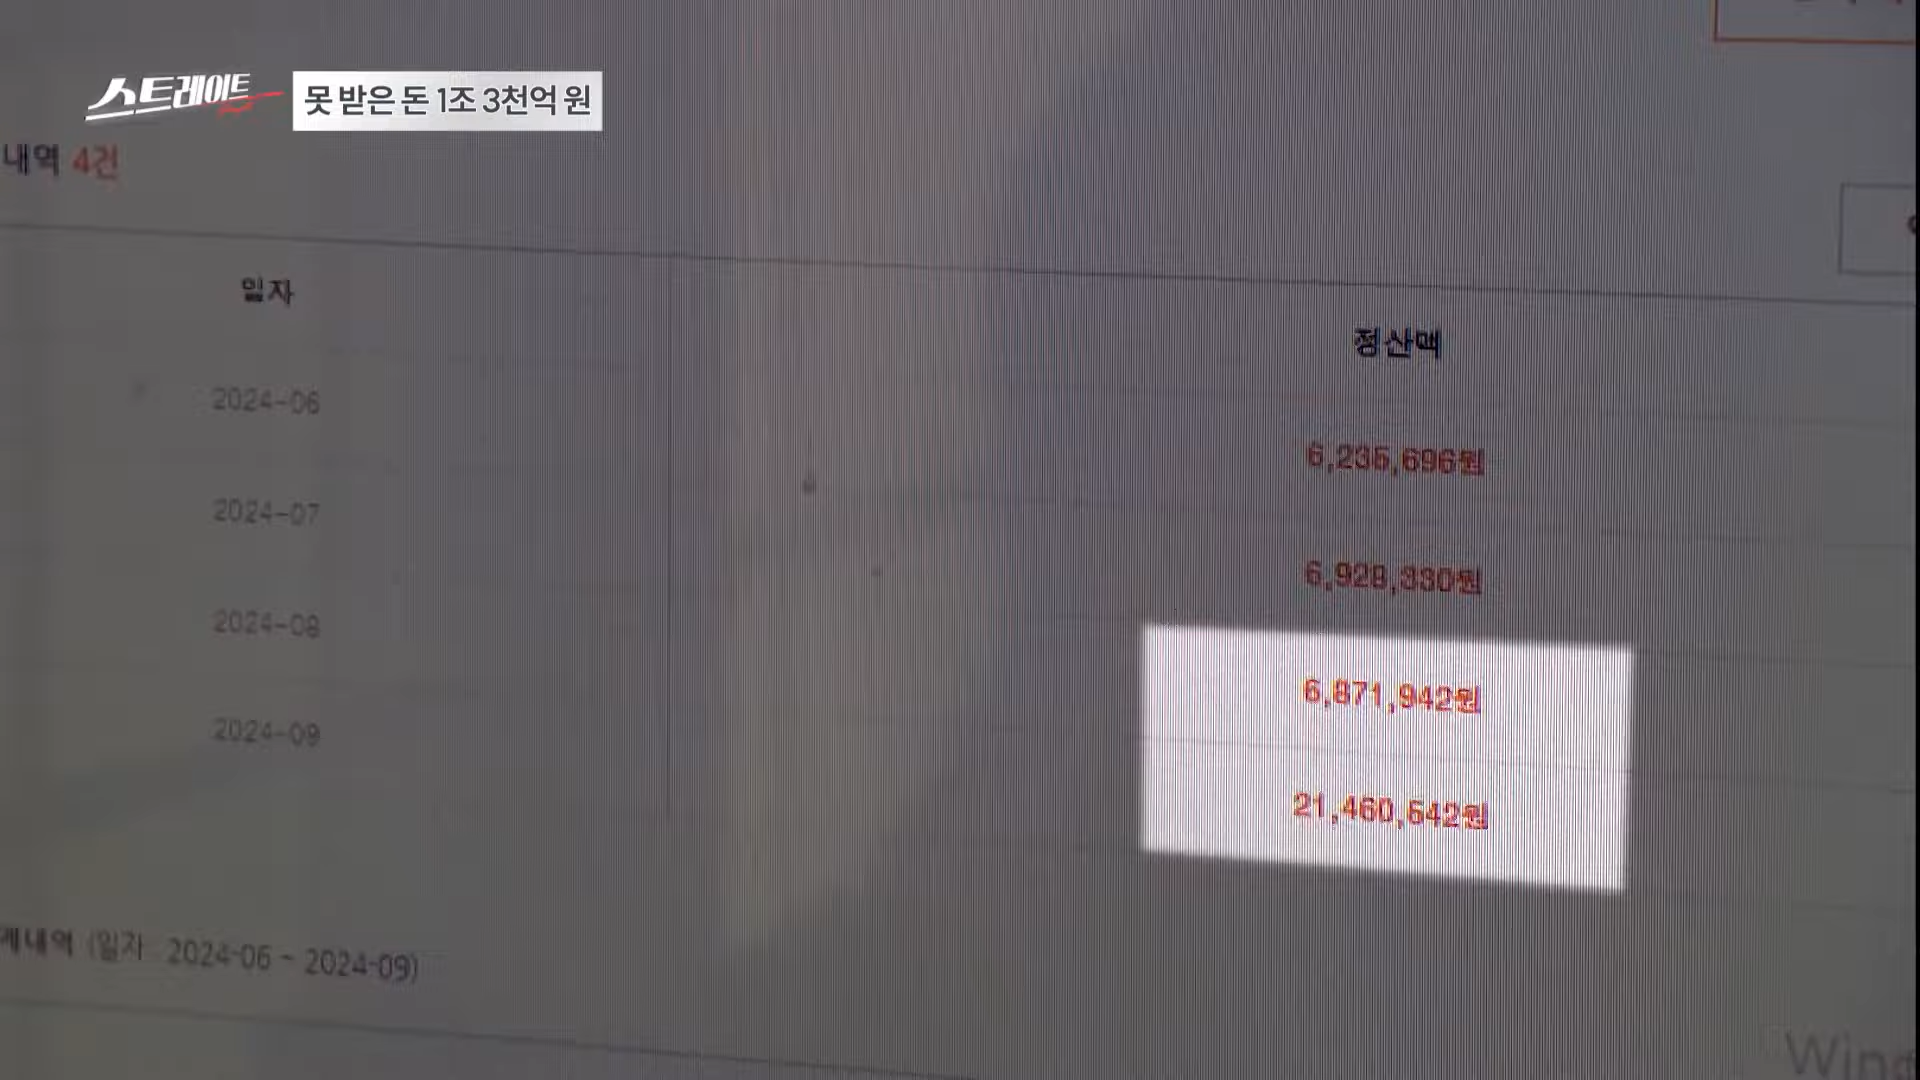 스트레이트
못 받은 돈 1조 3천억 원
내역 4건
일자
정산액
2024-06
6,235,696원
2024-07
6,928,330원
2024-08
6,871,942원
2024-09
21,460,642원
(일자 : 2024-06 ~ 2024-09)